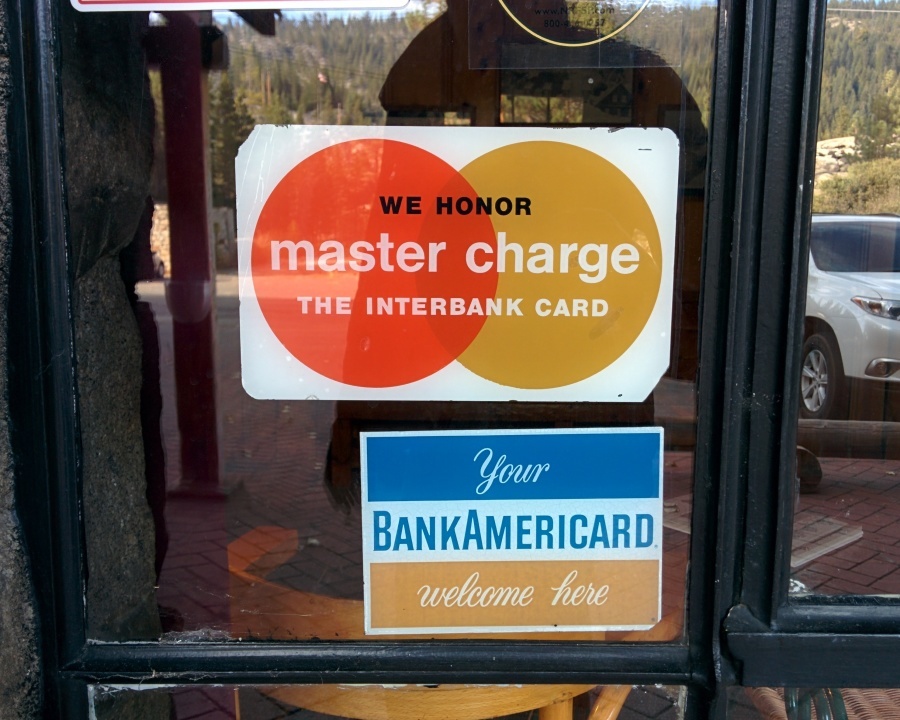 WE HONOR
master charge
THE INTERBANK CARD
Your
BANKAMERICARD
welcome here